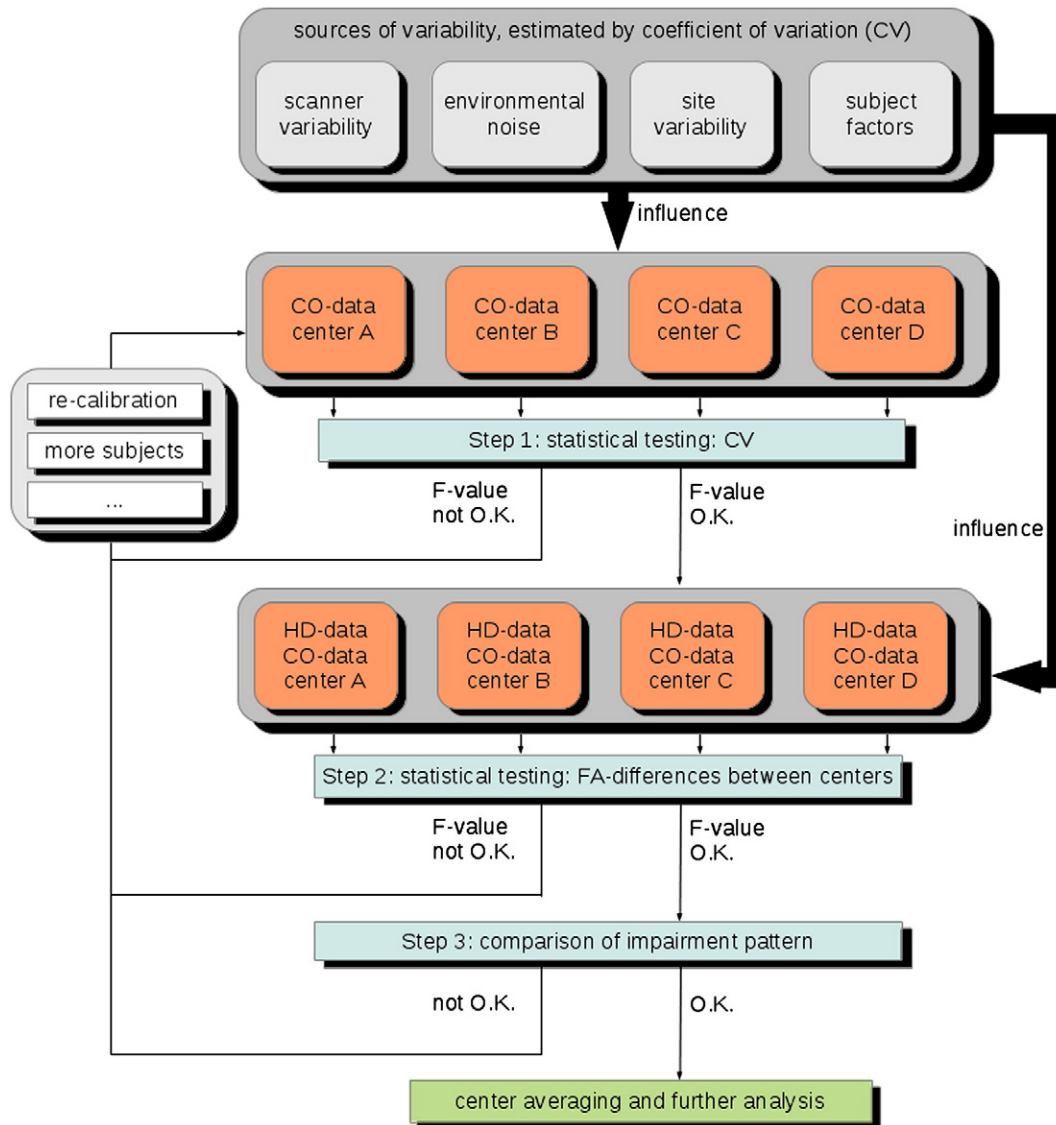 sources of variability, estimated by coefficient of variation (CV)
scanner
variability
environmental
noise
site
variability
subject
factors
influence
CO-data
center A
CO-data
center B
CO-data
center C
CO-data
center D
re-calibration
more subjects
...
Step 1: statistical testing: CV
F-value
not O.K.
F-value
O.K.
influence
HD-data
CO-data
center A
HD-data
CO-data
center B
HD-data
CO-data
center C
HD-data
CO-data
center D
Step 2: statistical testing: FA-differences between centers
F-value
not O.K.
F-value
O.K.
Step 3: comparison of impairment pattern
not O.K.
O.K.
center averaging and further analysis